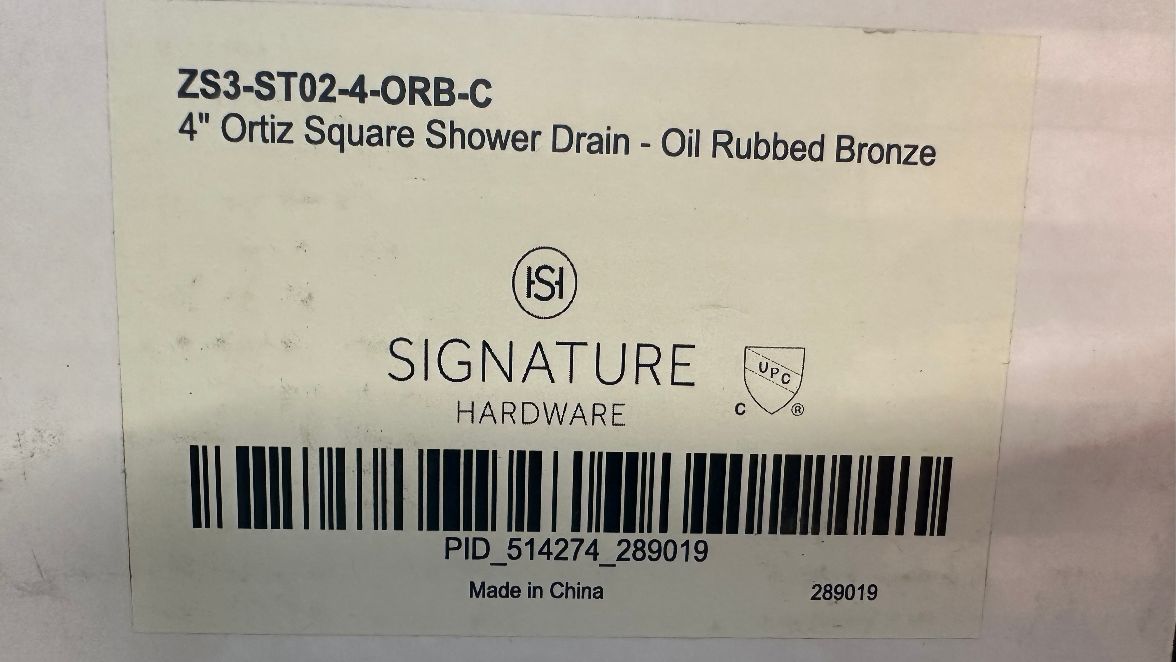 ZS3-ST02-4-ORB-C
4" Ortiz Square Shower Drain - Oil Rubbed Bronze
HS
SIGNATURE
HARDWARE
UPC
C ®
PID_514274_289019
Made in China 289019